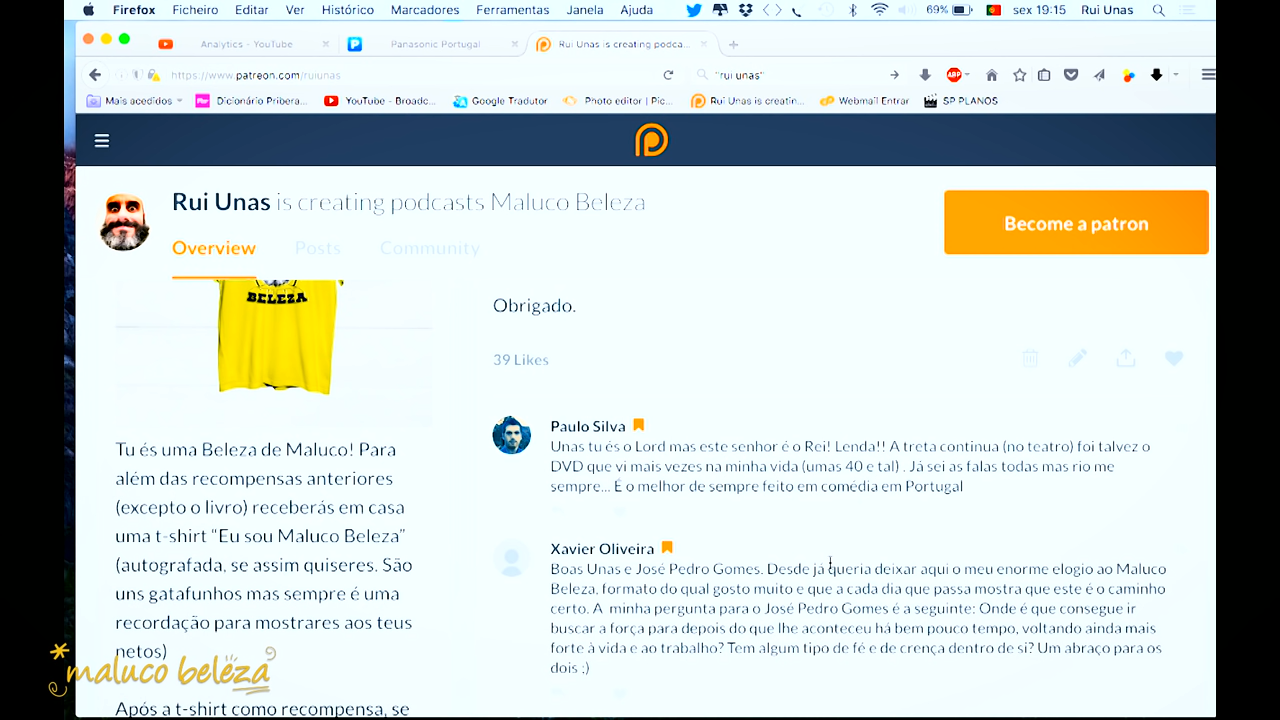 Firefox Ficheiro Editar Ver Histórico Marcadores Ferramentas Janela Ajuda 69% sex 19:15 Rui Unas
Analytics - YouTube
Panasonic Portugal
Rui Unas is creating podca...
https://www.patreon.com/ruiunas
"rui unas"
ABP
Mais acedidos
Dicionário Pribera...
YouTube - Broadc...
Google Tradutor
Photo editor | Pic...
Rui Unas is creatin...
Webmail Entrar
SP PLANOS
Rui Unas is creating podcasts Maluco Beleza
Become a patron
Overview Posts Community
BELEZA
Tu és uma Beleza de Maluco! Para
além das recompensas anteriores
(excepto o livro) receberás em casa
uma t-shirt “Eu sou Maluco Beleza”
(autografada, se assim quiseres. São
uns gatafunhos mas sempre é uma
recordação para mostrares aos teus
netos)
Após a t-shirt como recompensa, se
Obrigado.
39 Likes
Paulo Silva
Unas tu és o Lord mas este senhor é o Rei! Lenda!! A treta continua (no teatro) foi talvez o
DVD que vi mais vezes na minha vida (umas 40 e tal) . Já sei as falas todas mas rio me
sempre... É o melhor de sempre feito em comédia em Portugal
Xavier Oliveira
Boas Unas e José Pedro Gomes. Desde já queria deixar aqui o meu enorme elogio ao Maluco
Beleza, formato do qual gosto muito e que a cada dia que passa mostra que este é o caminho
certo. A minha pergunta para o José Pedro Gomes é a seguinte: Onde é que consegue ir
buscar a força para depois do que lhe aconteceu há bem pouco tempo, voltando ainda mais
forte à vida e ao trabalho? Tem algum tipo de fé e de crença dentro de si? Um abraço para os
dois :)
maluco beleza